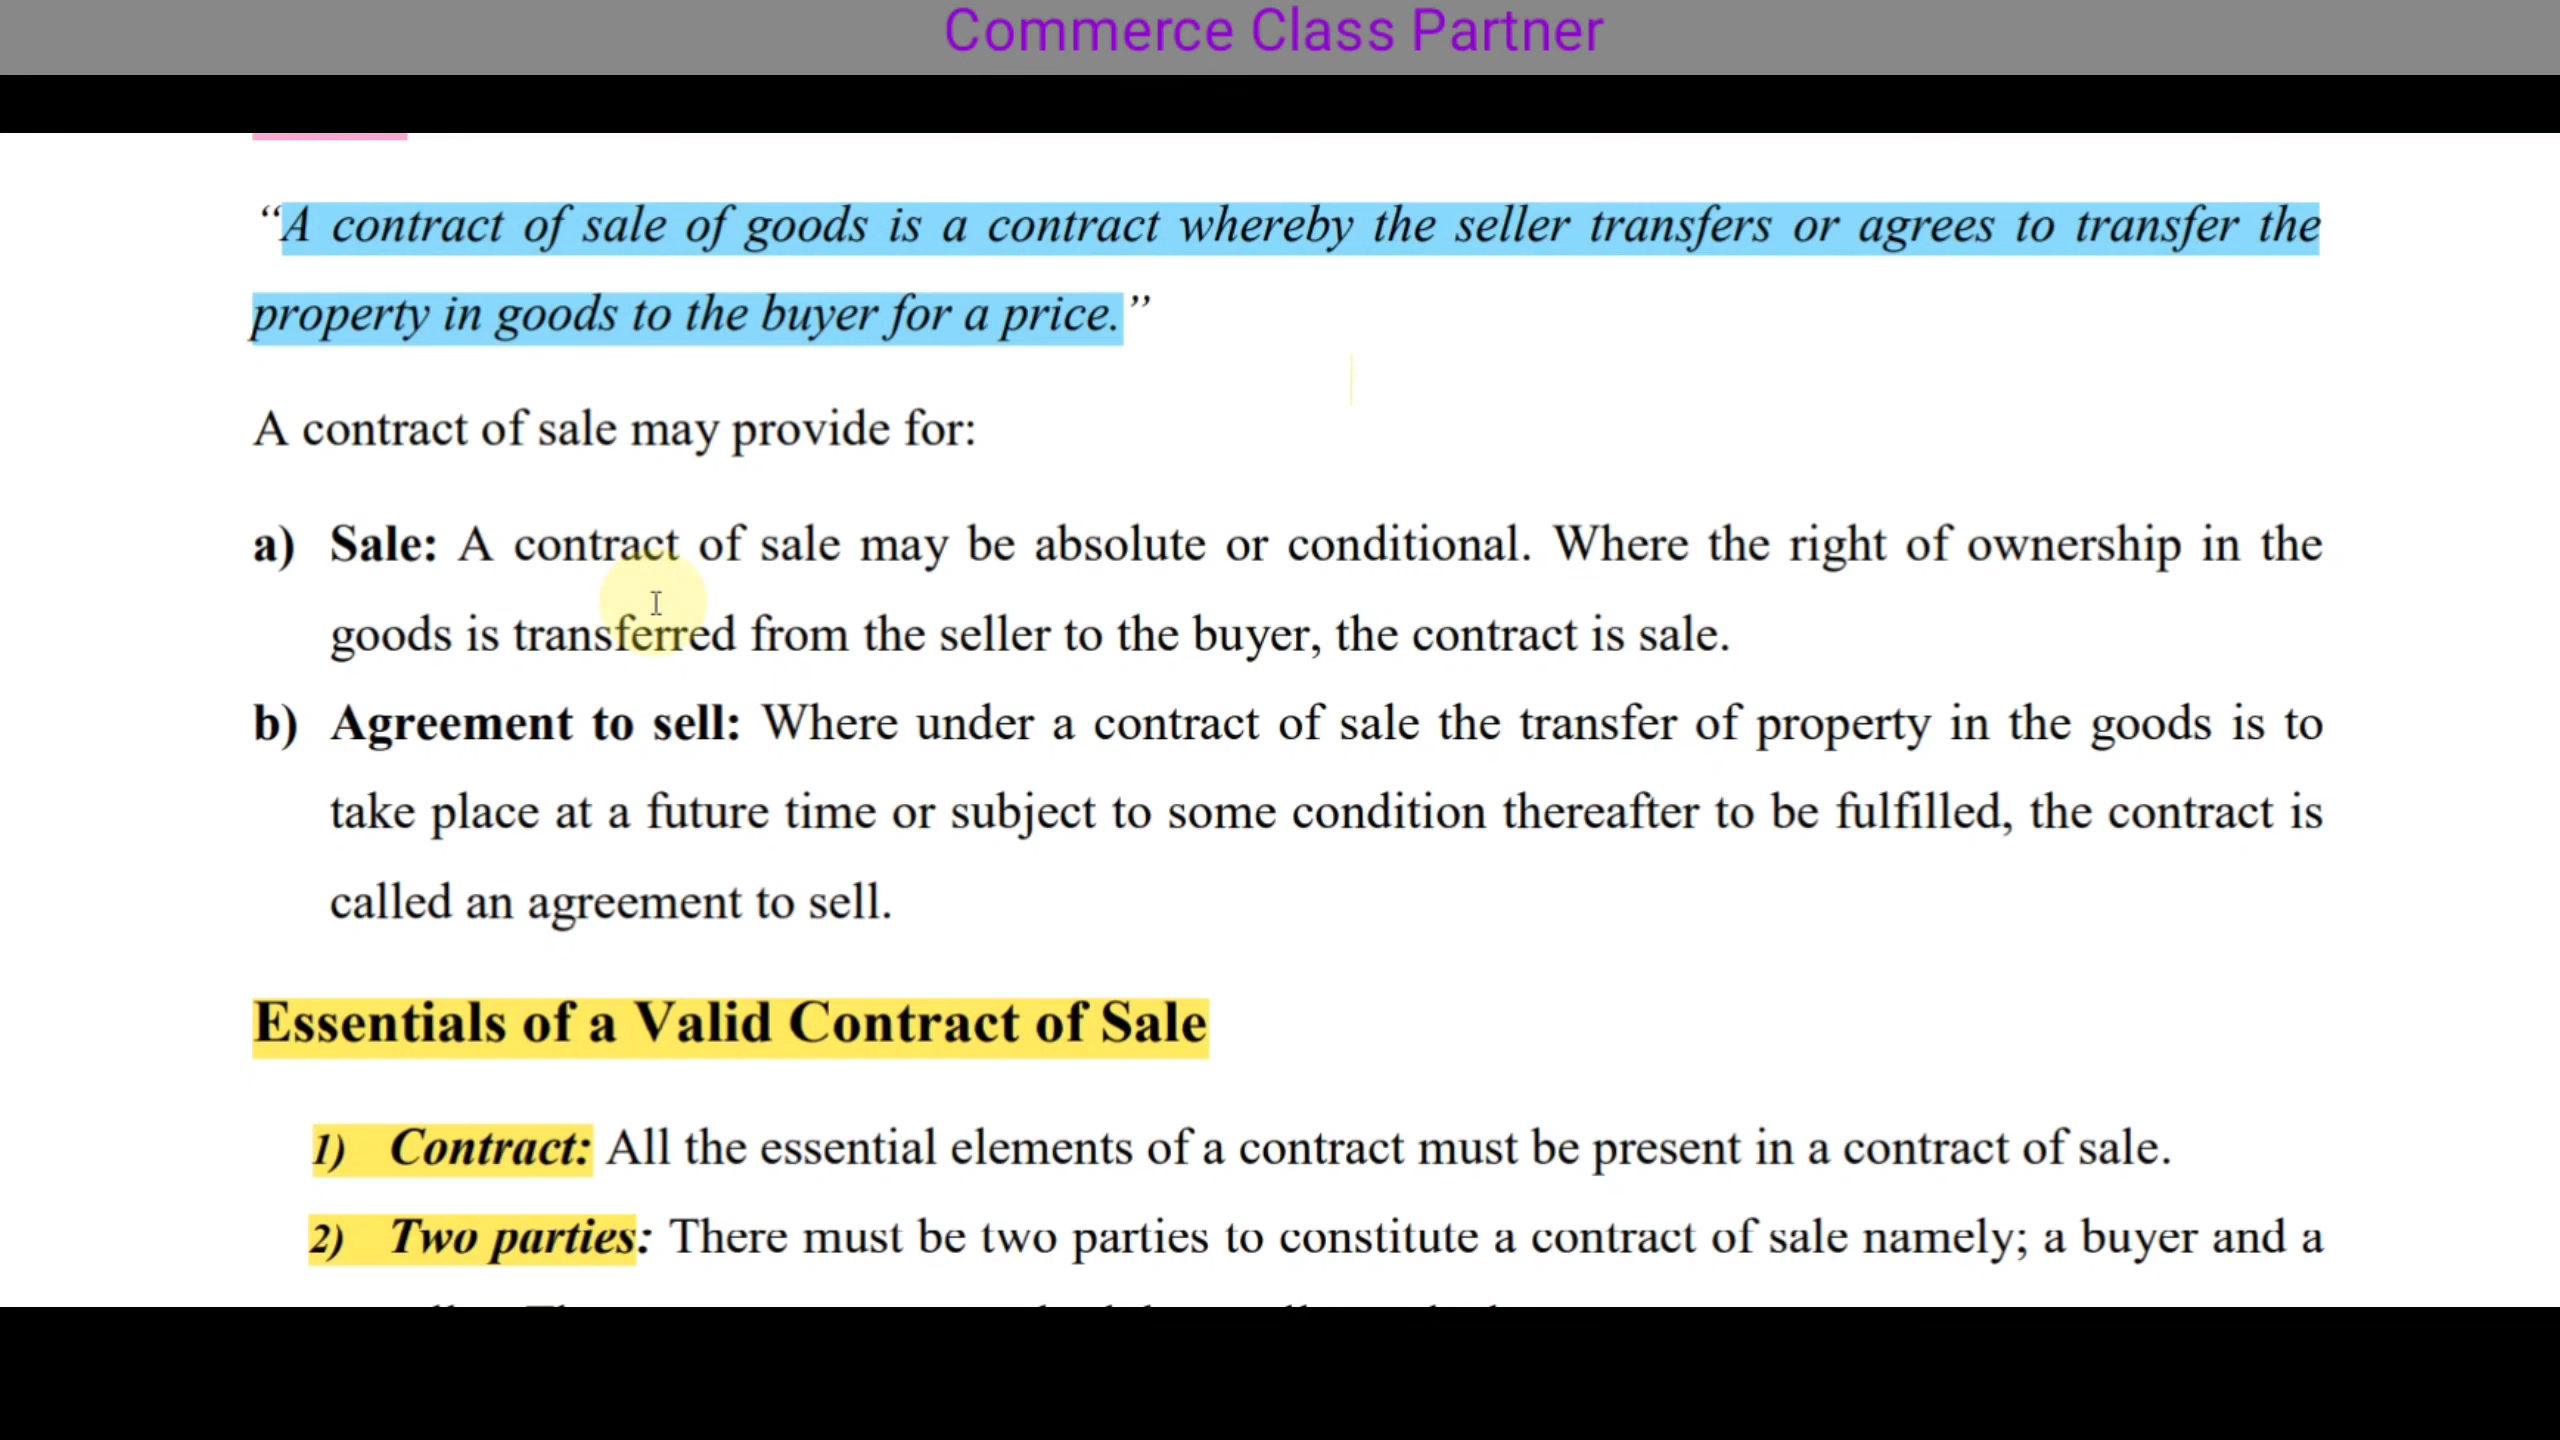 Commerce Class Partner
“A contract of sale of goods is a contract whereby the seller transfers or agrees to transfer the
property in goods to the buyer for a price.”
A contract of sale may provide for:
a) Sale: A contract of sale may be absolute or conditional. Where the right of ownership in the
goods is transferred from the seller to the buyer, the contract is sale.
b) Agreement to sell: Where under a contract of sale the transfer of property in the goods is to
take place at a future time or subject to some condition thereafter to be fulfilled, the contract is
called an agreement to sell.
Essentials of a Valid Contract of Sale
1) Contract: All the essential elements of a contract must be present in a contract of sale.
2) Two parties: There must be two parties to constitute a contract of sale namely; a buyer and a